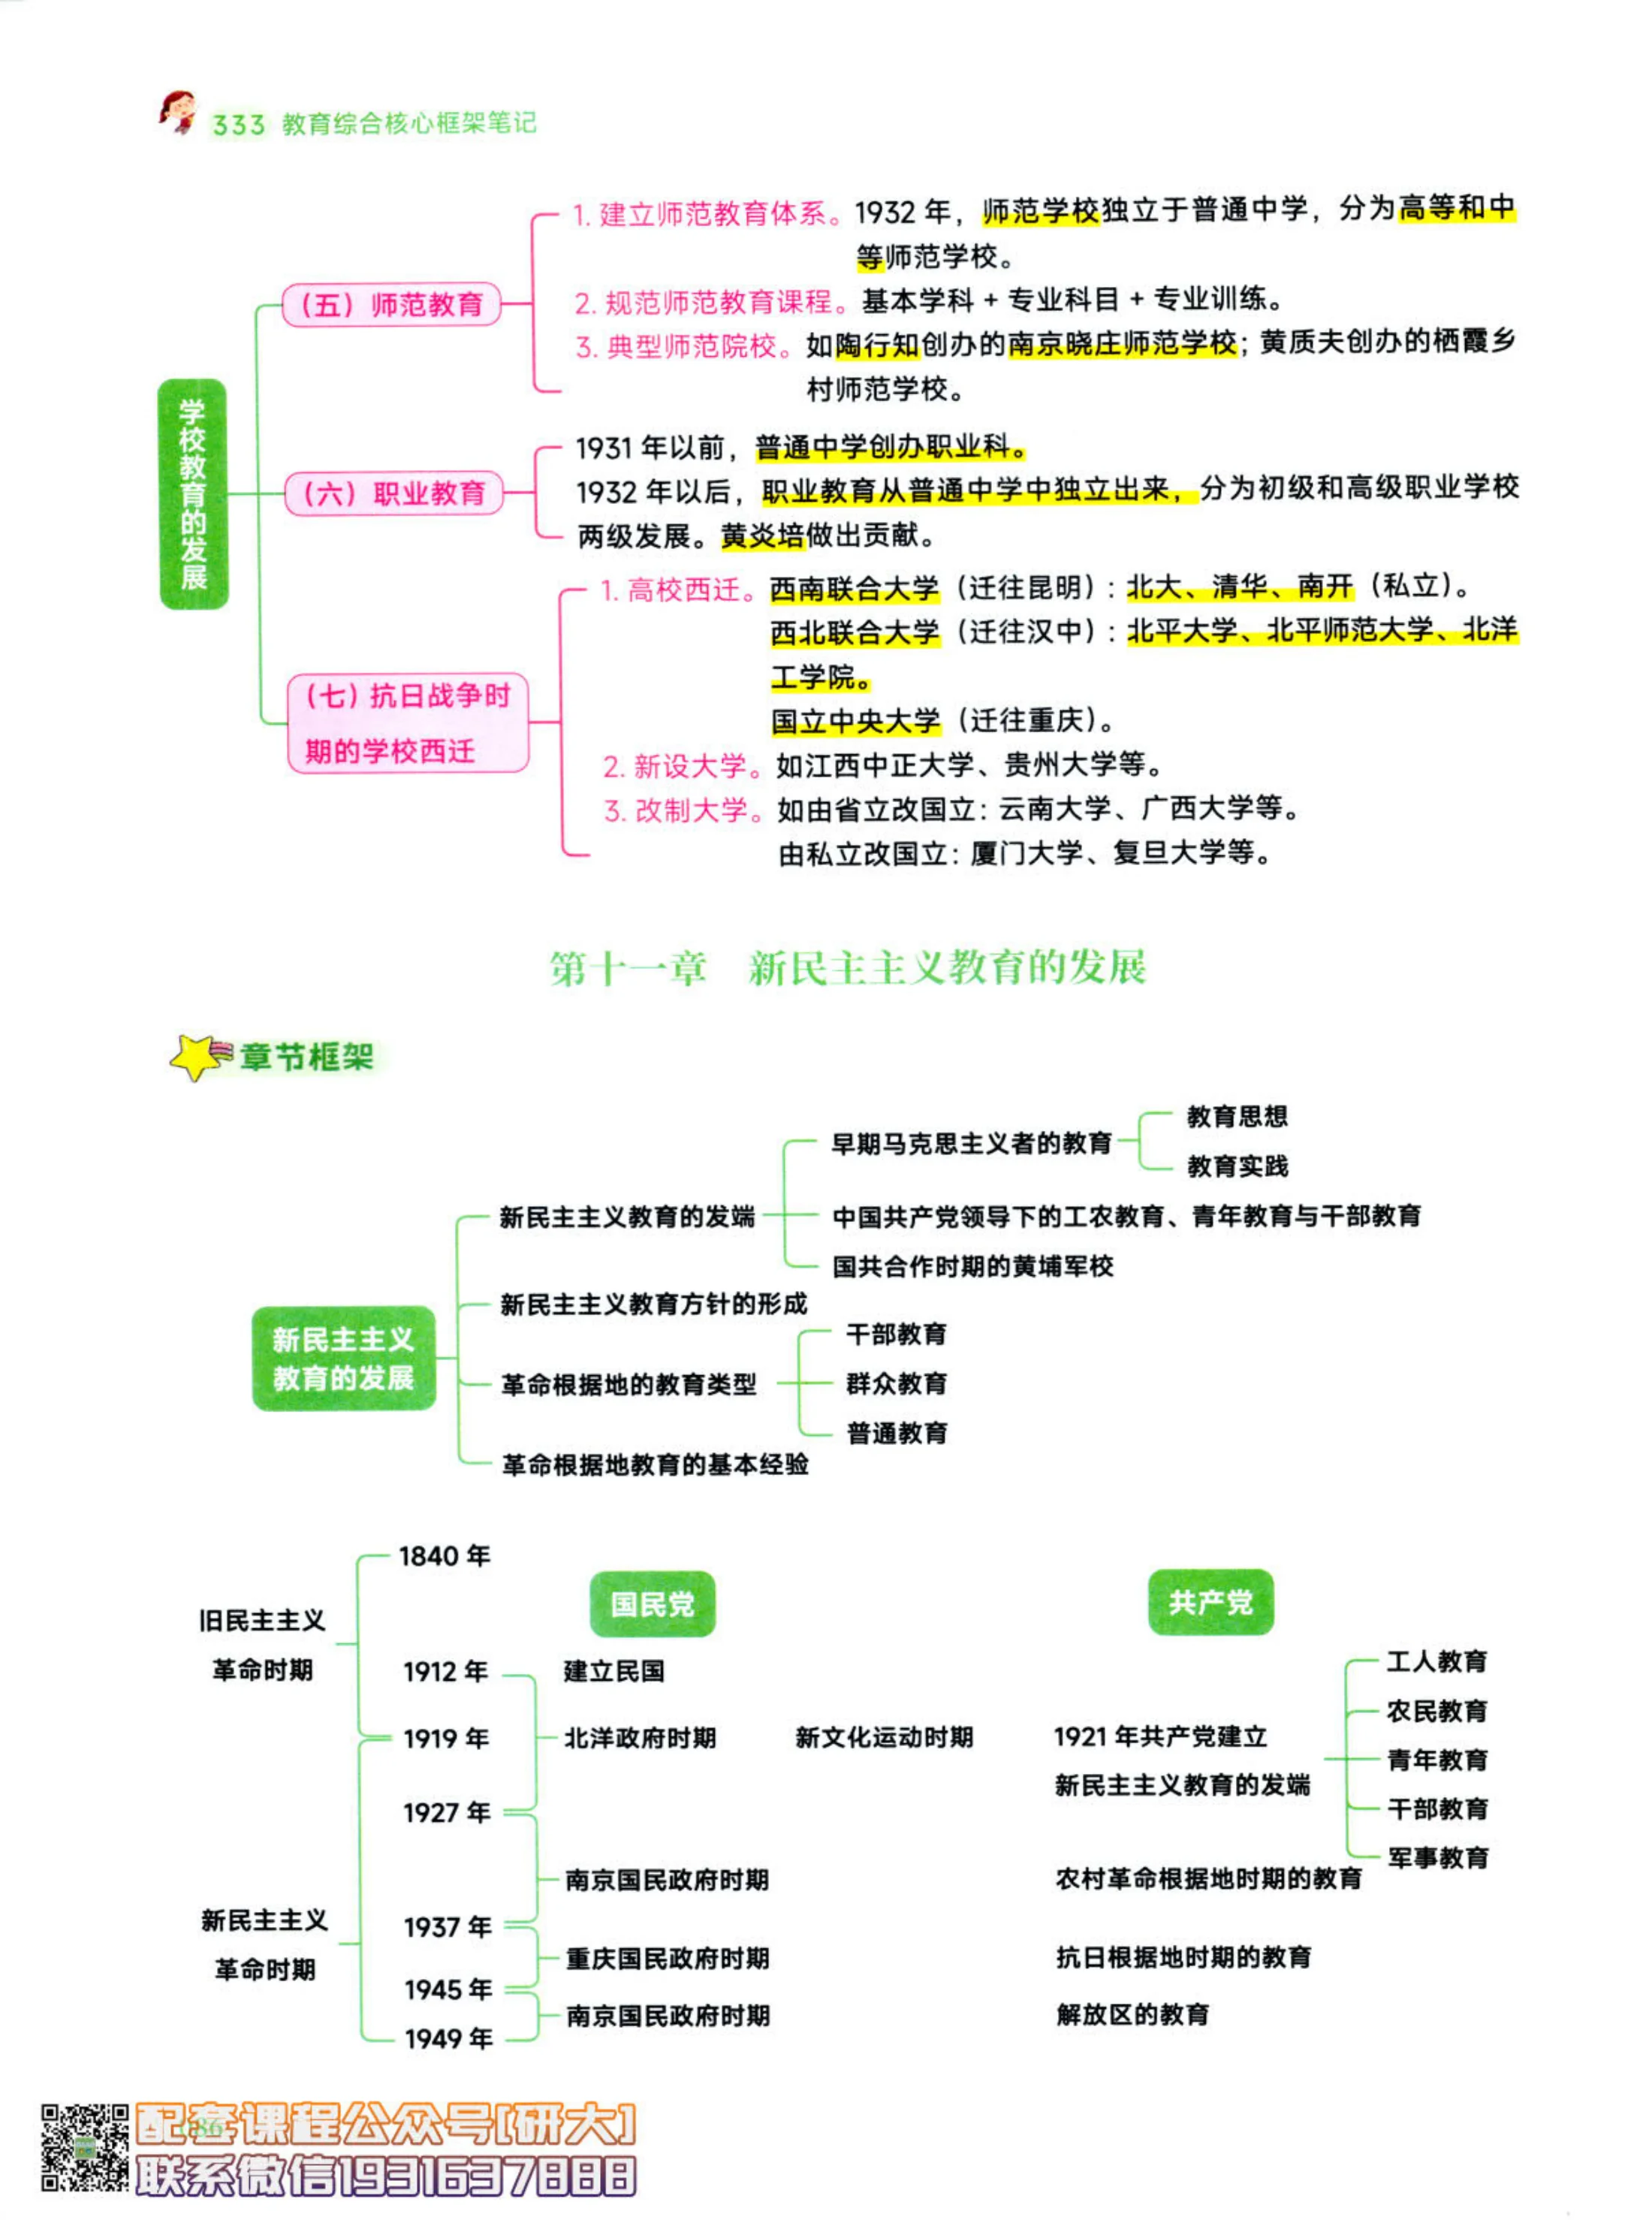 333 教育综合核心框架笔记
学校教育的发展
（五）师范教育
1. 建立师范教育体系。1932 年，师范学校独立于普通中学，分为高等和中
等师范学校。
2. 规范师范教育课程。基本学科 + 专业科目 + 专业训练。
3. 典型师范院校。如陶行知创办的南京晓庄师范学校；黄质夫创办的栖霞乡
村师范学校。
（六）职业教育
1931 年以前，普通中学创办职业科。
1932 年以后，职业教育从普通中学中独立出来，分为初级和高级职业学校
两级发展。黄炎培做出贡献。
（七）抗日战争时
期的学校西迁
1. 高校西迁。西南联合大学（迁往昆明）：北大、清华、南开（私立）。
西北联合大学（迁往汉中）：北平大学、北平师范大学、北洋
工学院。
国立中央大学（迁往重庆）。
2. 新设大学。如江西中正大学、贵州大学等。
3. 改制大学。如由省立改国立：云南大学、广西大学等。
由私立改国立：厦门大学、复旦大学等。
第十一章 新民主主义教育的发展
章节框架
新民主主义
教育的发展
新民主主义教育的发端
早期马克思主义者的教育
教育思想
教育实践
中国共产党领导下的工农教育、青年教育与干部教育
国共合作时期的黄埔军校
新民主主义教育方针的形成
革命根据地的教育类型
干部教育
群众教育
普通教育
革命根据地教育的基本经验
旧民主主义
革命时期
1840 年
国民党
共产党
1912 年 建立民国
1919 年 北洋政府时期 新文化运动时期 1921 年共产党建立
新民主主义教育的发端
工人教育
农民教育
青年教育
干部教育
军事教育
1927 年
南京国民政府时期 农村革命根据地时期的教育
新民主主义
革命时期
1937 年
重庆国民政府时期 抗日根据地时期的教育
1945 年
南京国民政府时期 解放区的教育
1949 年
086
配套课程公众号[研大]
联系微信1931637888